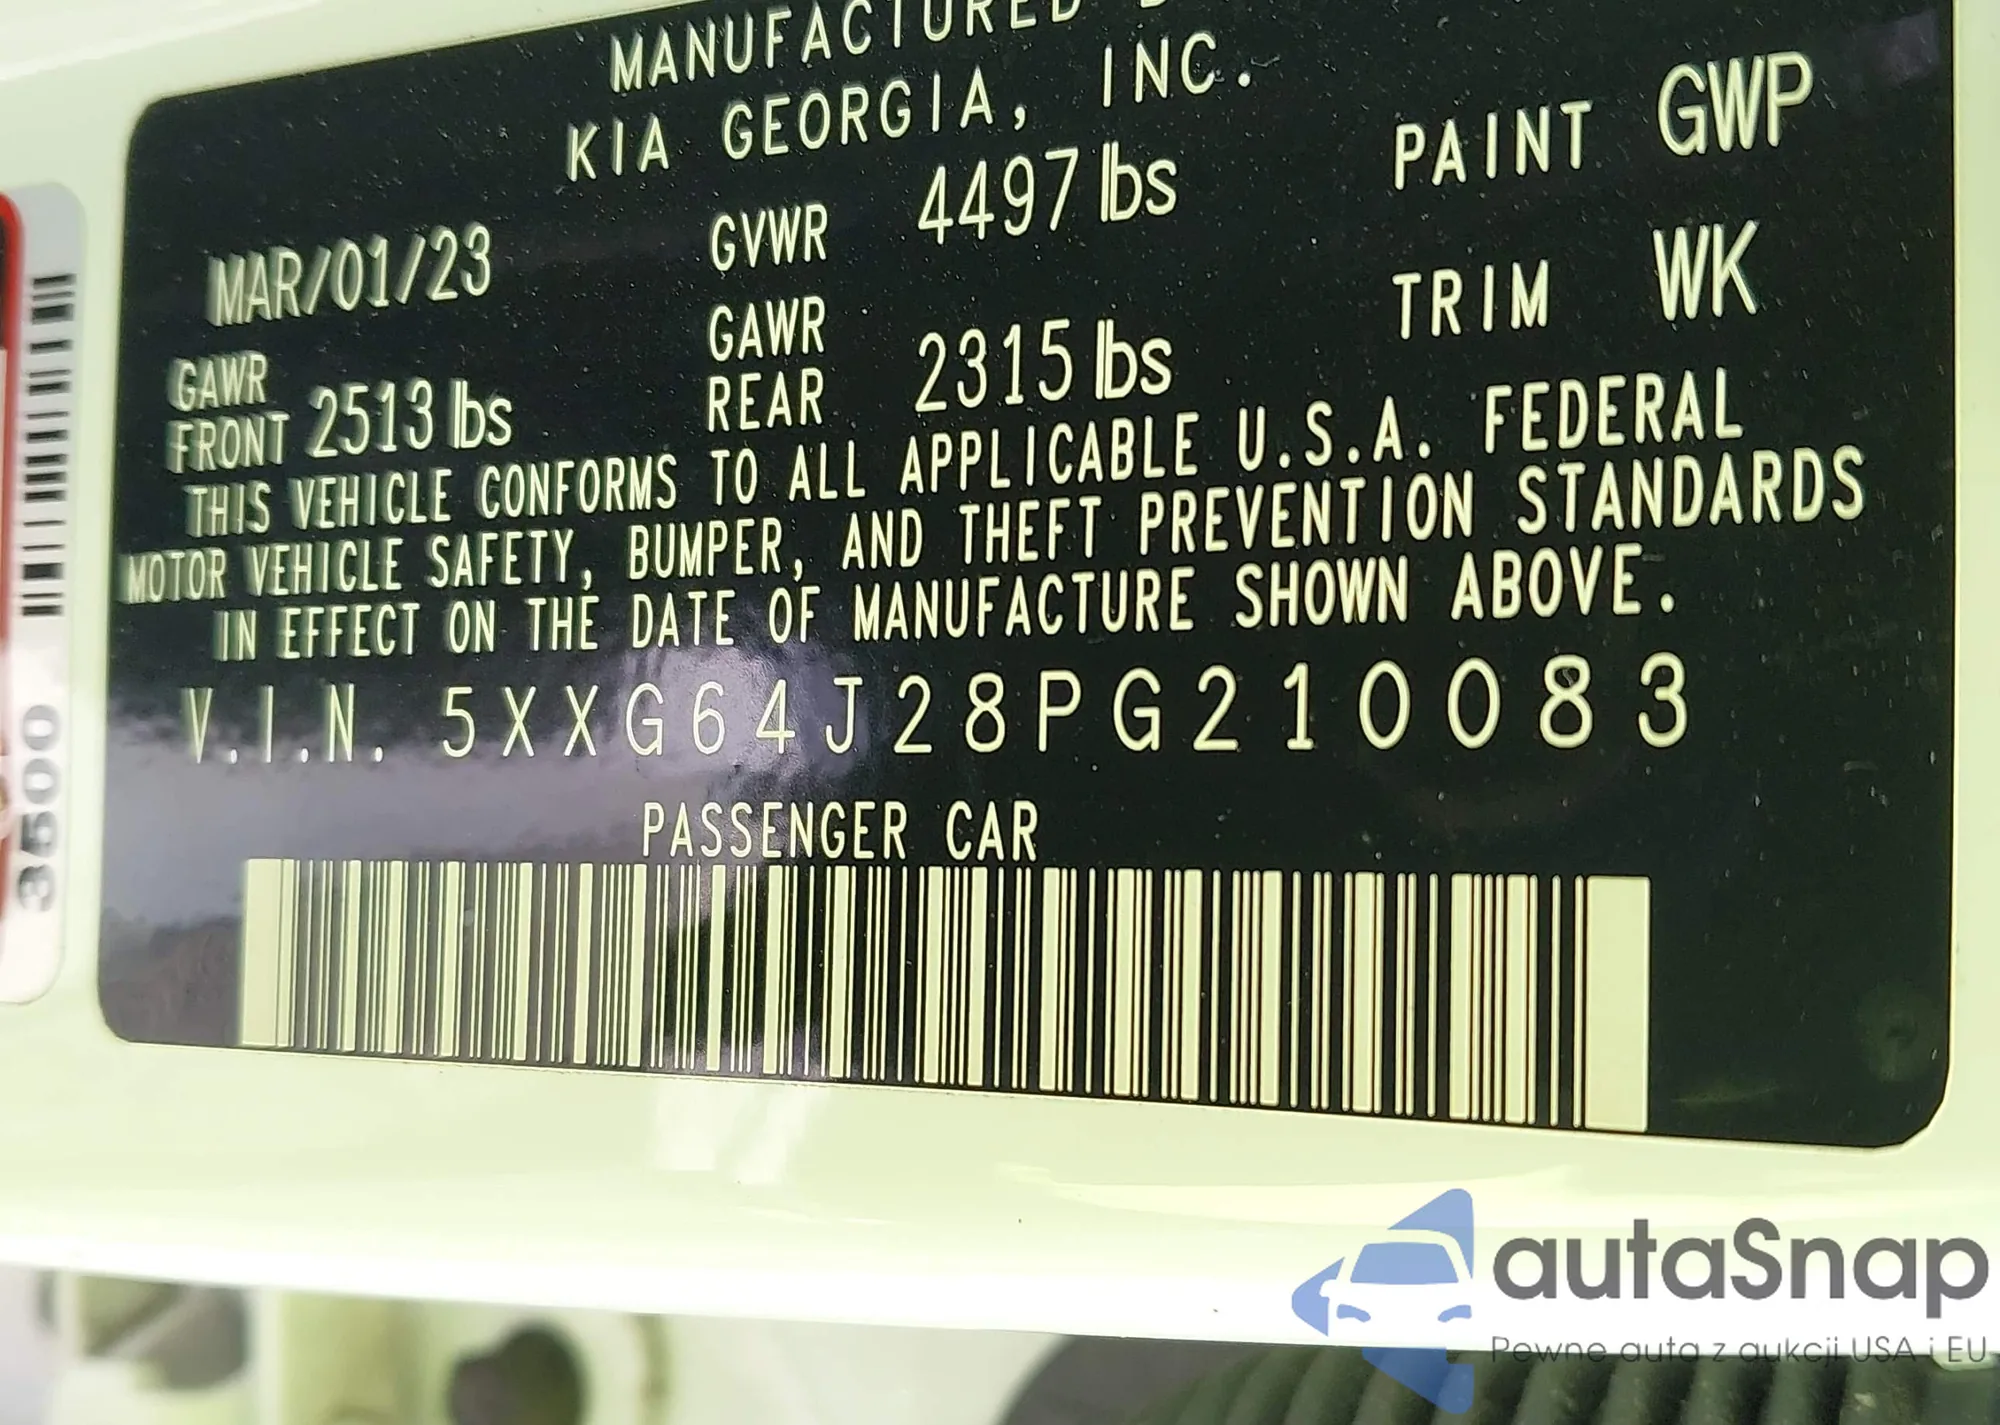 MANUFACTURED
KIA GEORGIA, INC.
PAINT GWP
MAR/01/23 GVWR 4497 lbs
TRIM WK
GAWR FRONT 2513 lbs
GAWR REAR 2315 lbs
THIS VEHICLE CONFORMS TO ALL APPLICABLE U.S.A. FEDERAL
MOTOR VEHICLE SAFETY, BUMPER, AND THEFT PREVENTION STANDARDS
IN EFFECT ON THE DATE OF MANUFACTURE SHOWN ABOVE.
V.I.N. 5XXG64J28PG210083
PASSENGER CAR
3500
autaSnap
Pewne auta z aukcji USA i EU